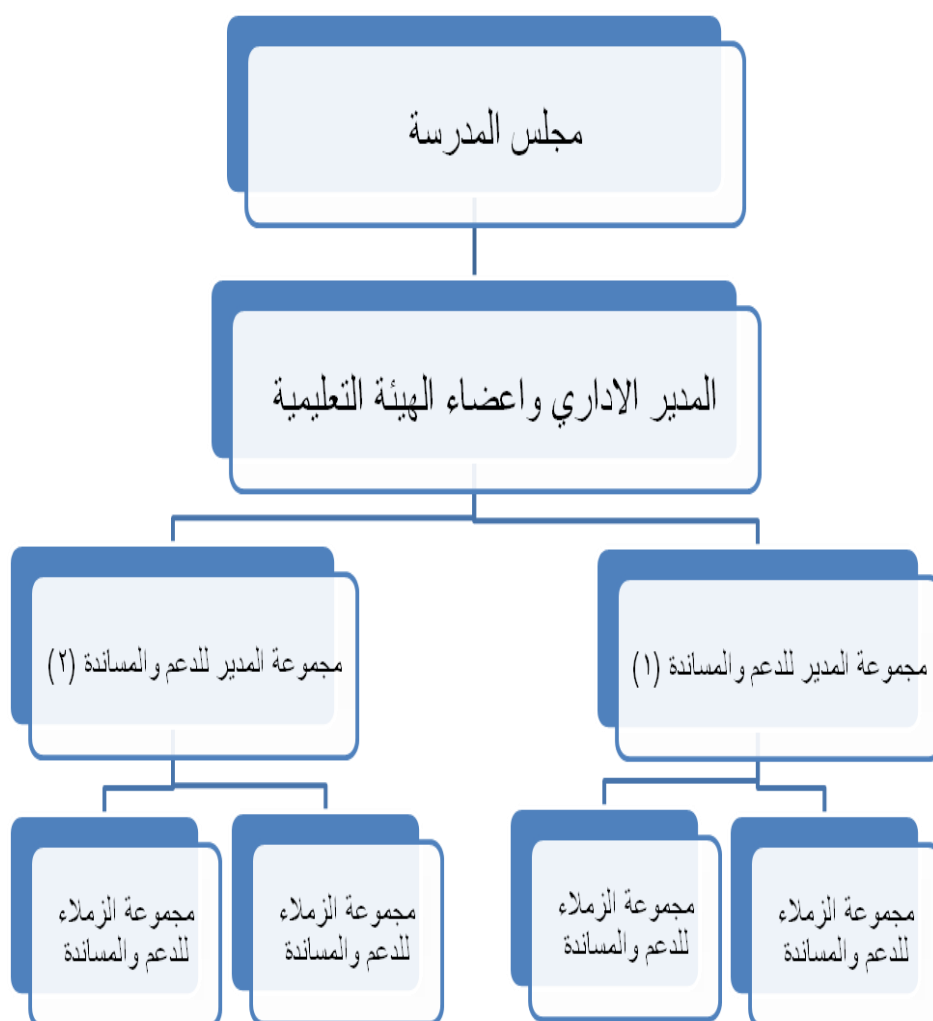 مجلس المدرسة
المدير الاداري واعضاء الهيئة التعليمية
مجموعة المدير للدعم والمساندة (١)
مجموعة المدير للدعم والمساندة (٢)
مجموعة الزملاء
للدعم والمساندة
مجموعة الزملاء
للدعم والمساندة
مجموعة الزملاء
للدعم والمساندة
مجموعة الزملاء
للدعم والمساندة